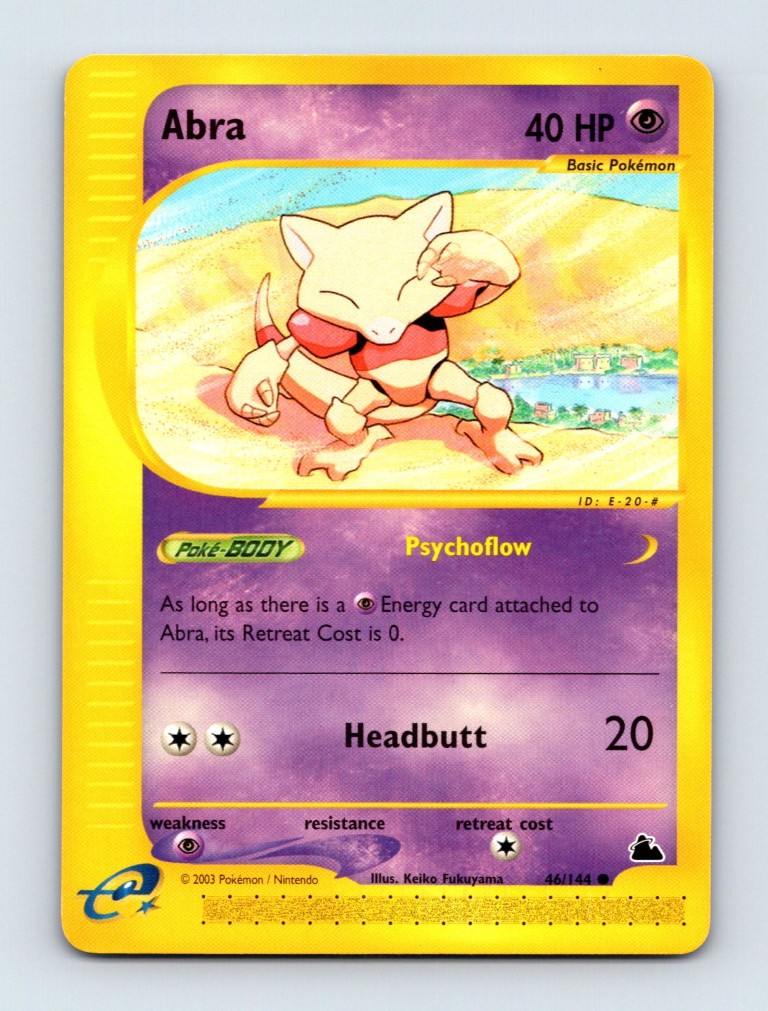 Abra
40 HP
Basic Pokémon
ID: E-20-#
Poké-BODY
Psychoflow
As long as there is a Energy card attached to
Abra, its Retreat Cost is 0.
Headbutt
20
weakness
resistance
retreat cost
© 2003 Pokémon / Nintendo
Illus. Keiko Fukuyama
46/144
e